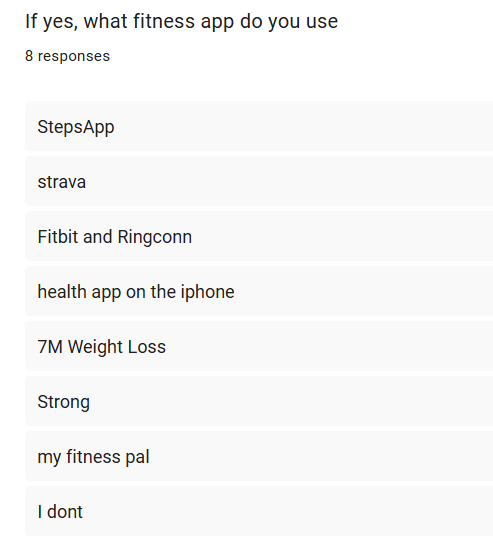 If yes, what fitness app do you use
8 responses
StepsApp
strava
Fitbit and Ringconn
health app on the iphone
7M Weight Loss
Strong
my fitness pal
I dont